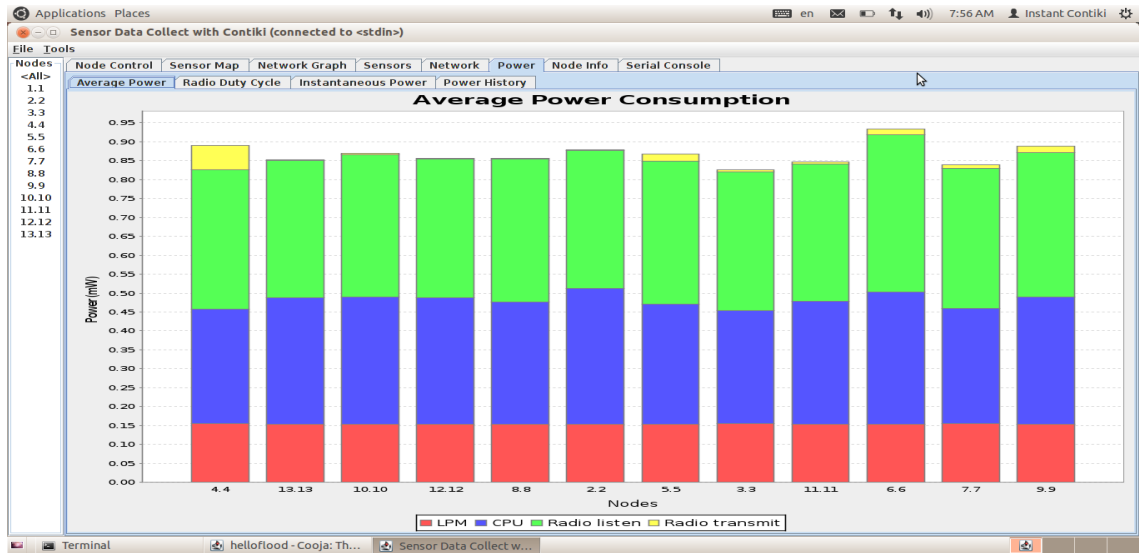 Applications Places en 7:56 AM Instant Contiki
Sensor Data Collect with Contiki (connected to <stdin>)
File Tools
Nodes
<All>
1.1
2.2
3.3
4.4
5.5
6.6
7.7
8.8
9.9
10.10
11.11
12.12
13.13
Node Control Sensor Map Network Graph Sensors Network Power Node Info Serial Console
Average Power Radio Duty Cycle Instantaneous Power Power History
Average Power Consumption
Power (mW)
0.95
0.90
0.85
0.80
0.75
0.70
0.65
0.60
0.55
0.50
0.45
0.40
0.35
0.30
0.25
0.20
0.15
0.10
0.05
0.00
4.4 13.13 10.10 12.12 8.8 2.2 5.5 3.3 11.11 6.6 7.7 9.9
Nodes
LPM CPU Radio listen Radio transmit
Terminal helloflood - Cooja: Th... Sensor Data Collect w...